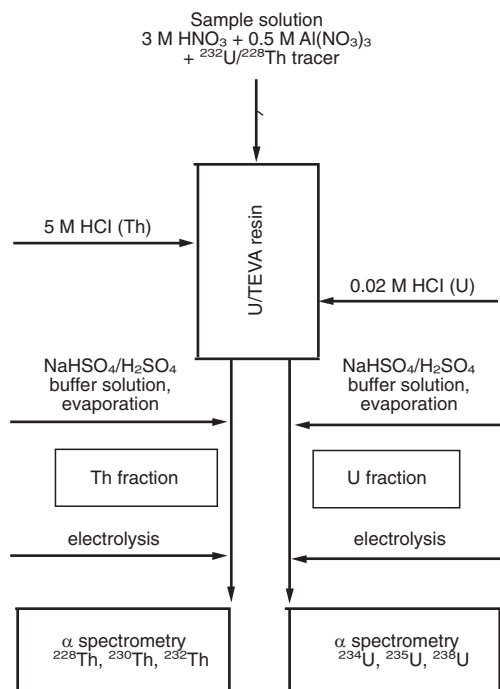 Sample solution
3 M HNO₃ + 0.5 M Al(NO₃)₃
+ ²³²U/²²⁸Th tracer
5 M HCl (Th)
U/TEVA resin
0.02 M HCl (U)
NaHSO₄/H₂SO₄
buffer solution,
evaporation
NaHSO₄/H₂SO₄
buffer solution,
evaporation
Th fraction
U fraction
electrolysis
electrolysis
α spectrometry
²²⁸Th, ²³⁰Th, ²³²Th
α spectrometry
²³⁴U, ²³⁵U, ²³⁸U